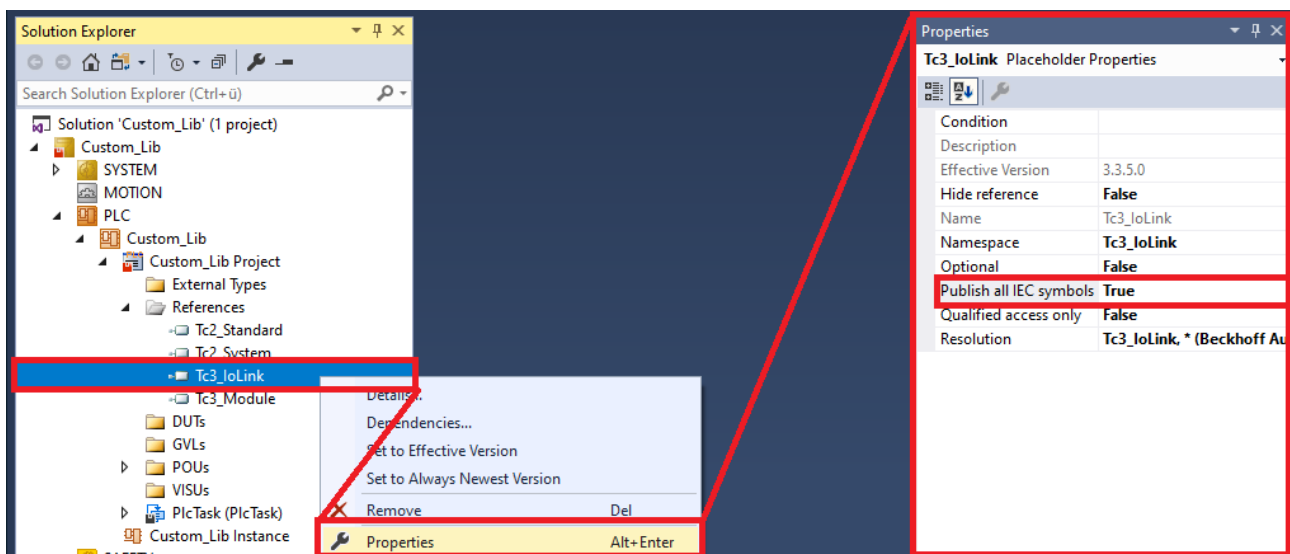 Solution Explorer
Search Solution Explorer (Ctrl+ü)
Solution 'Custom_Lib' (1 project)
Custom_Lib
SYSTEM
MOTION
PLC
Custom_Lib
Custom_Lib Project
External Types
References
Tc2_Standard
Tc2_System
Tc3_IoLink
Tc3_Module
DUTs
GVLs
POUs
VISUs
PlcTask (PlcTask)
Custom_Lib Instance
Details...
Dependencies...
Set to Effective Version
Set to Always Newest Version
Remove Del
Properties Alt+Enter
Properties
Tc3_IoLink Placeholder Properties
Condition
Description
Effective Version 3.3.5.0
Hide reference False
Name Tc3_IoLink
Namespace Tc3_IoLink
Optional False
Publish all IEC symbols True
Qualified access only False
Resolution Tc3_IoLink, * (Beckhoff Au